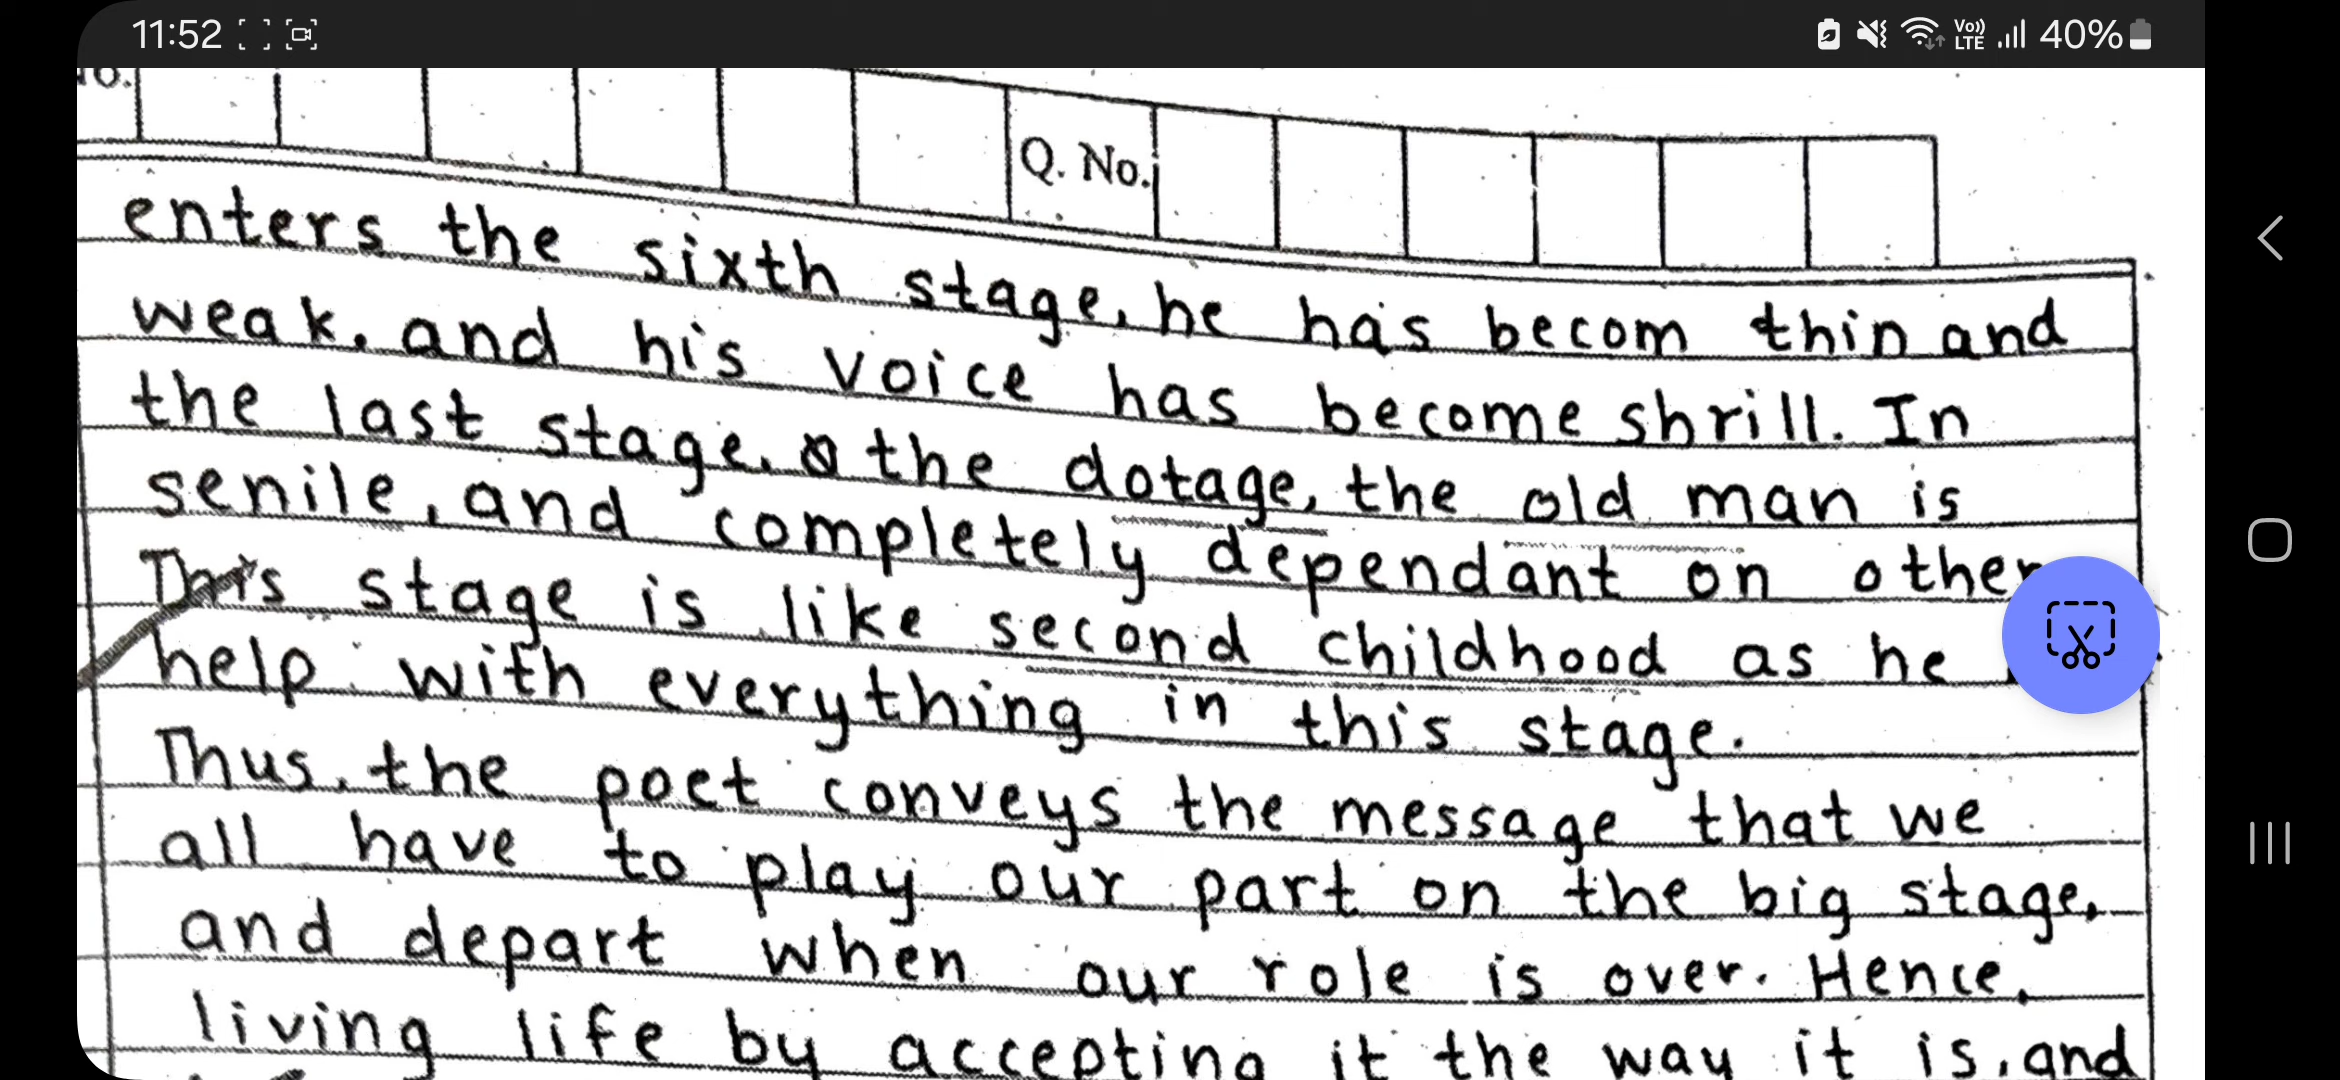 11:52
Vo)) LTE 40%
No.
Q. No.
enters the sixth stage, he has becom thin and
weak, and his voice has become shrill. In
the last stage, the dotage, the old man is
senile, and completely dependant on other
This stage is like second childhood as he
help with everything in this stage.
Thus, the poet conveys the message that we
all have to play our part on the big stage,
and depart when our role is over. Hence,
living life by accepting it the way it is, and